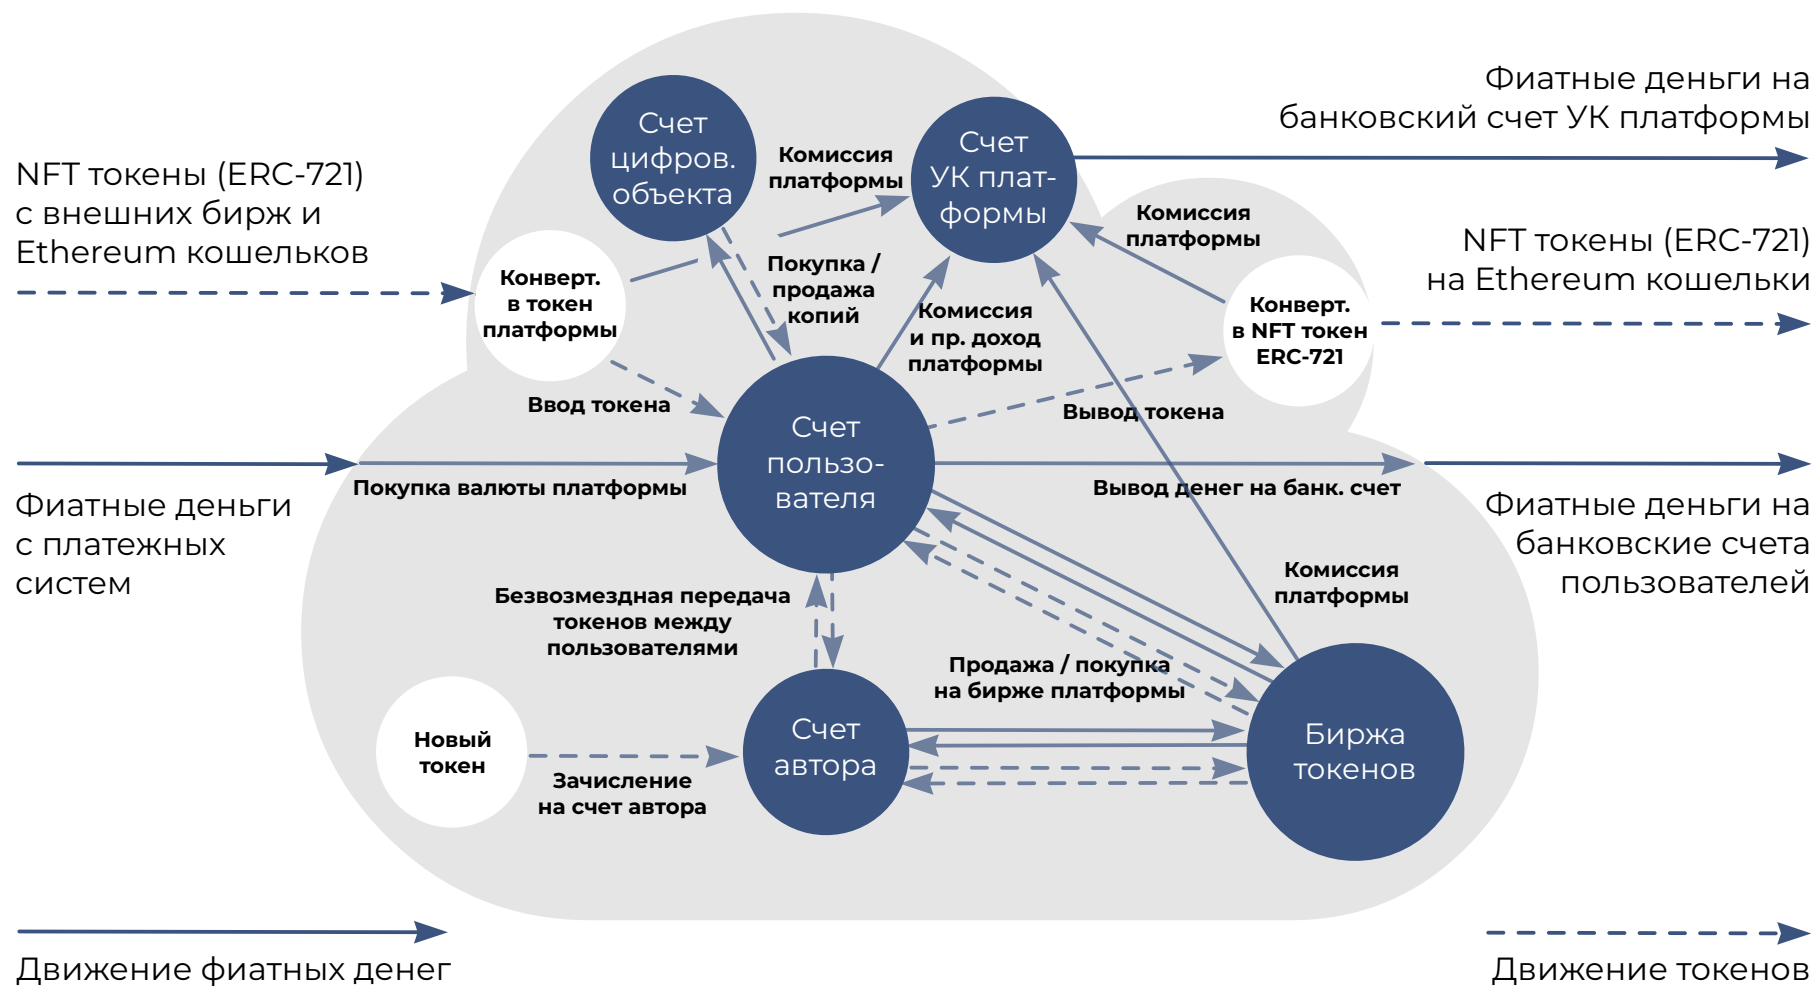 Фиатные деньги на
банковский счет УК платформы
NFT токены (ERC-721)
с внешних бирж и
Ethereum кошельков
Счет
цифров.
объекта
Комиссия
платформы
Счет
УК плат-
формы
Комиссия
платформы
NFT токены (ERC-721)
на Ethereum кошельки
Конверт.
в токен
платформы
Покупка /
продажа
копий
Комиссия
и пр. доход
платформы
Конверт.
в NFT токен
ERC-721
Ввод токена
Вывод токена
Счет
пользо-
вателя
Покупка валюты платформы
Вывод денег на банк. счет
Фиатные деньги
с платежных
систем
Фиатные деньги на
банковские счета
пользователей
Безвозмездная передача
токенов между
пользователями
Комиссия
платформы
Продажа / покупка
на бирже платформы
Новый
токен
Зачисление
на счет автора
Счет
автора
Биржа
токенов
Движение фиатных денег
Движение токенов